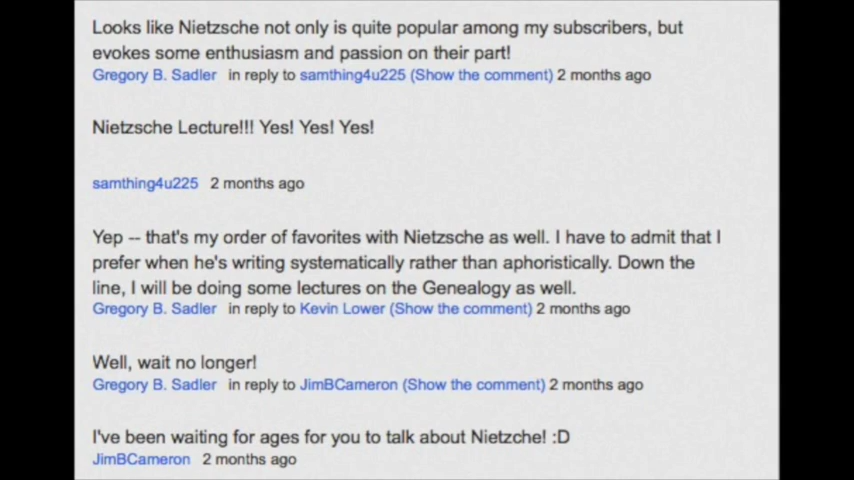 Looks like Nietzsche not only is quite popular among my subscribers, but
evokes some enthusiasm and passion on their part!
Gregory B. Sadler in reply to samthing4u225 (Show the comment) 2 months ago
Nietzsche Lecture!!! Yes! Yes! Yes!
samthing4u225 2 months ago
Yep -- that's my order of favorites with Nietzsche as well. I have to admit that I
prefer when he's writing systematically rather than aphoristically. Down the
line, I will be doing some lectures on the Genealogy as well.
Gregory B. Sadler in reply to Kevin Lower (Show the comment) 2 months ago
Well, wait no longer!
Gregory B. Sadler in reply to JimBCameron (Show the comment) 2 months ago
I've been waiting for ages for you to talk about Nietzche! :D
JimBCameron 2 months ago